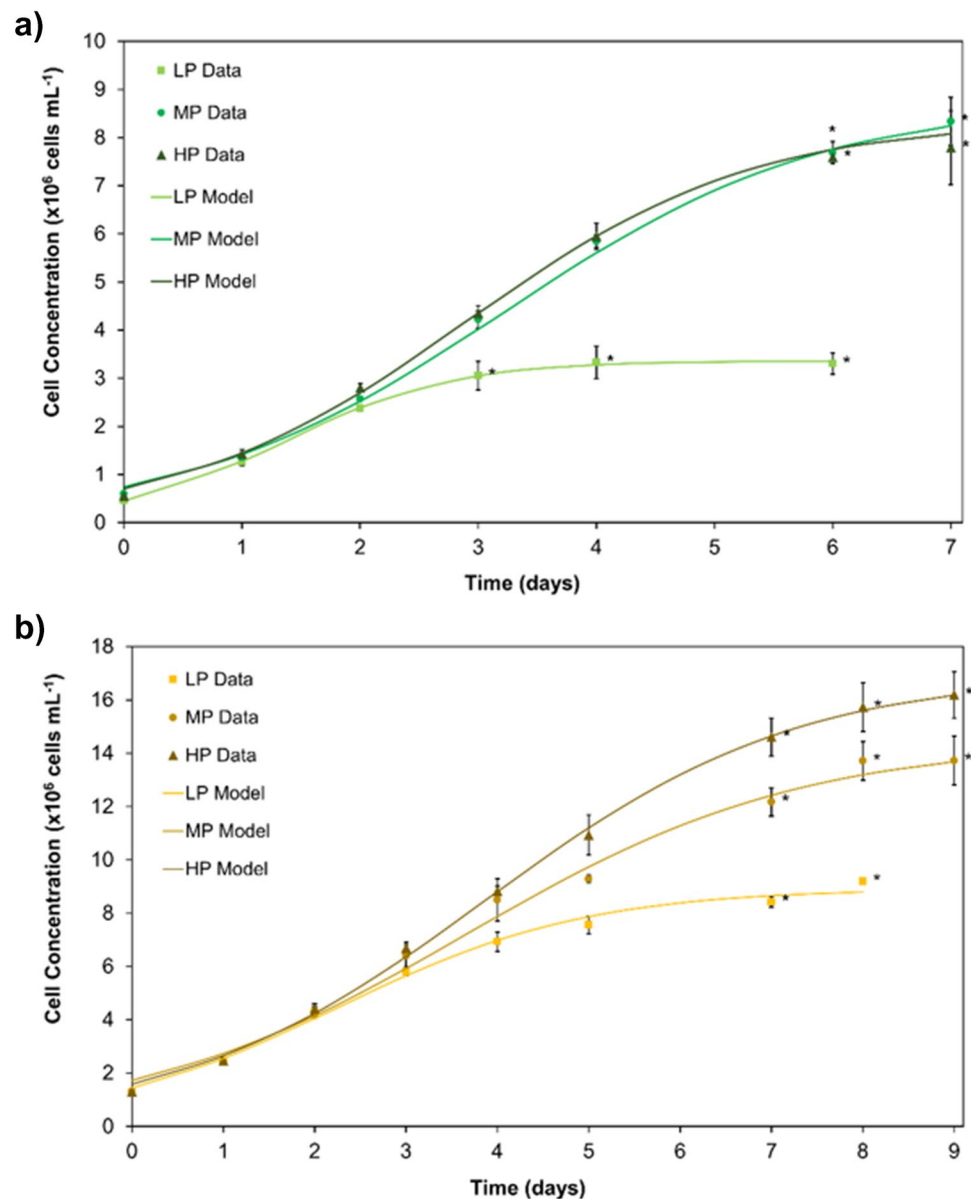 a)
Cell Concentration (x10⁶ cells mL⁻¹)
10
9
8
7
6
5
4
3
2
1
0
LP Data
MP Data
HP Data
LP Model
MP Model
HP Model
*
*
*
*
*
*
*
0 1 2 3 4 5 6 7
Time (days)
b)
Cell Concentration (x10⁶ cells mL⁻¹)
18
16
14
12
10
8
6
4
2
0
LP Data
MP Data
HP Data
LP Model
MP Model
HP Model
*
*
*
*
*
*
*
*
0 1 2 3 4 5 6 7 8 9
Time (days)